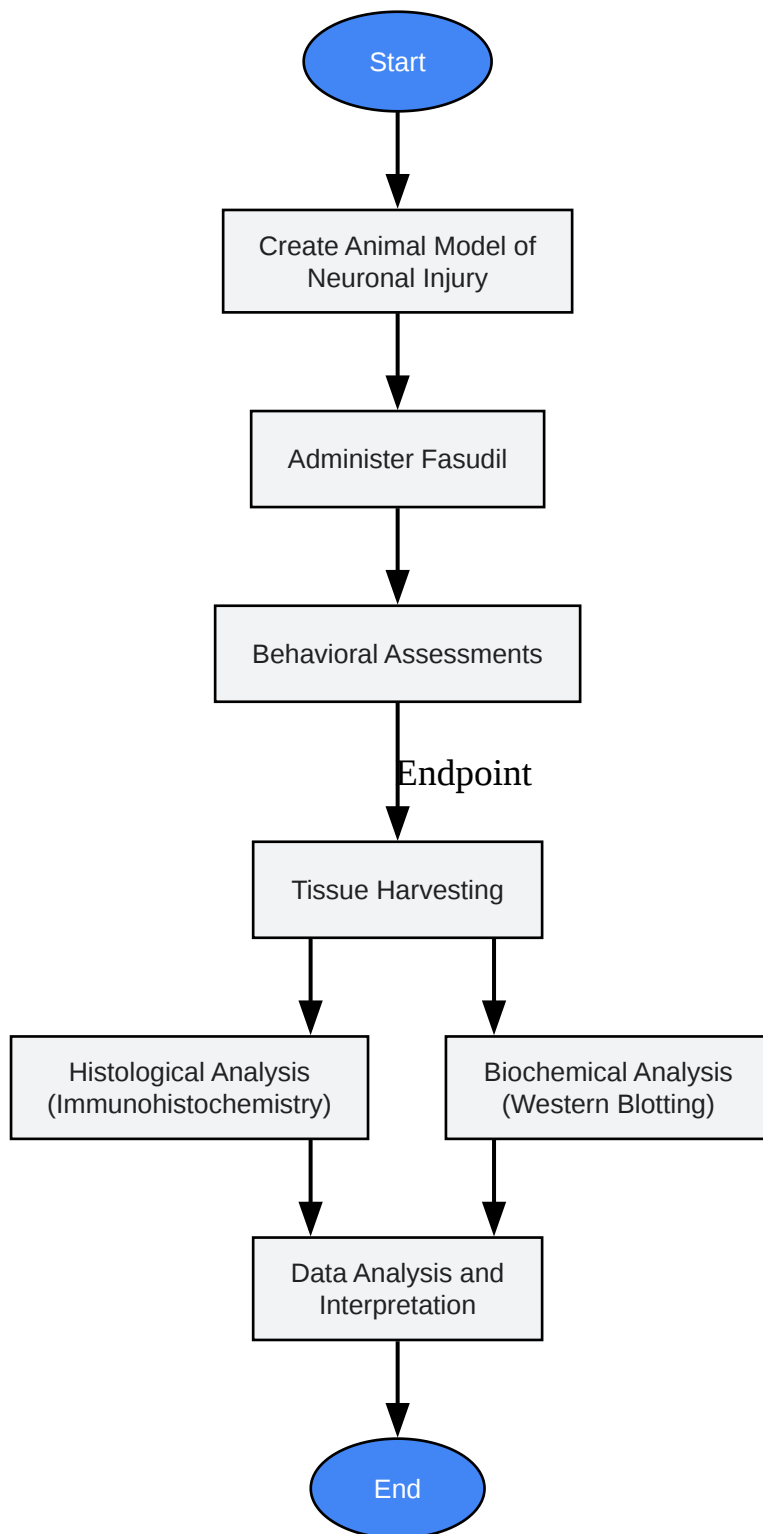 Start
Create Animal Model of
Neuronal Injury
Administer Fasudil
Behavioral Assessments
Endpoint
Tissue Harvesting
Histological Analysis
(Immunohistochemistry)
Biochemical Analysis
(Western Blotting)
Data Analysis and
Interpretation
End